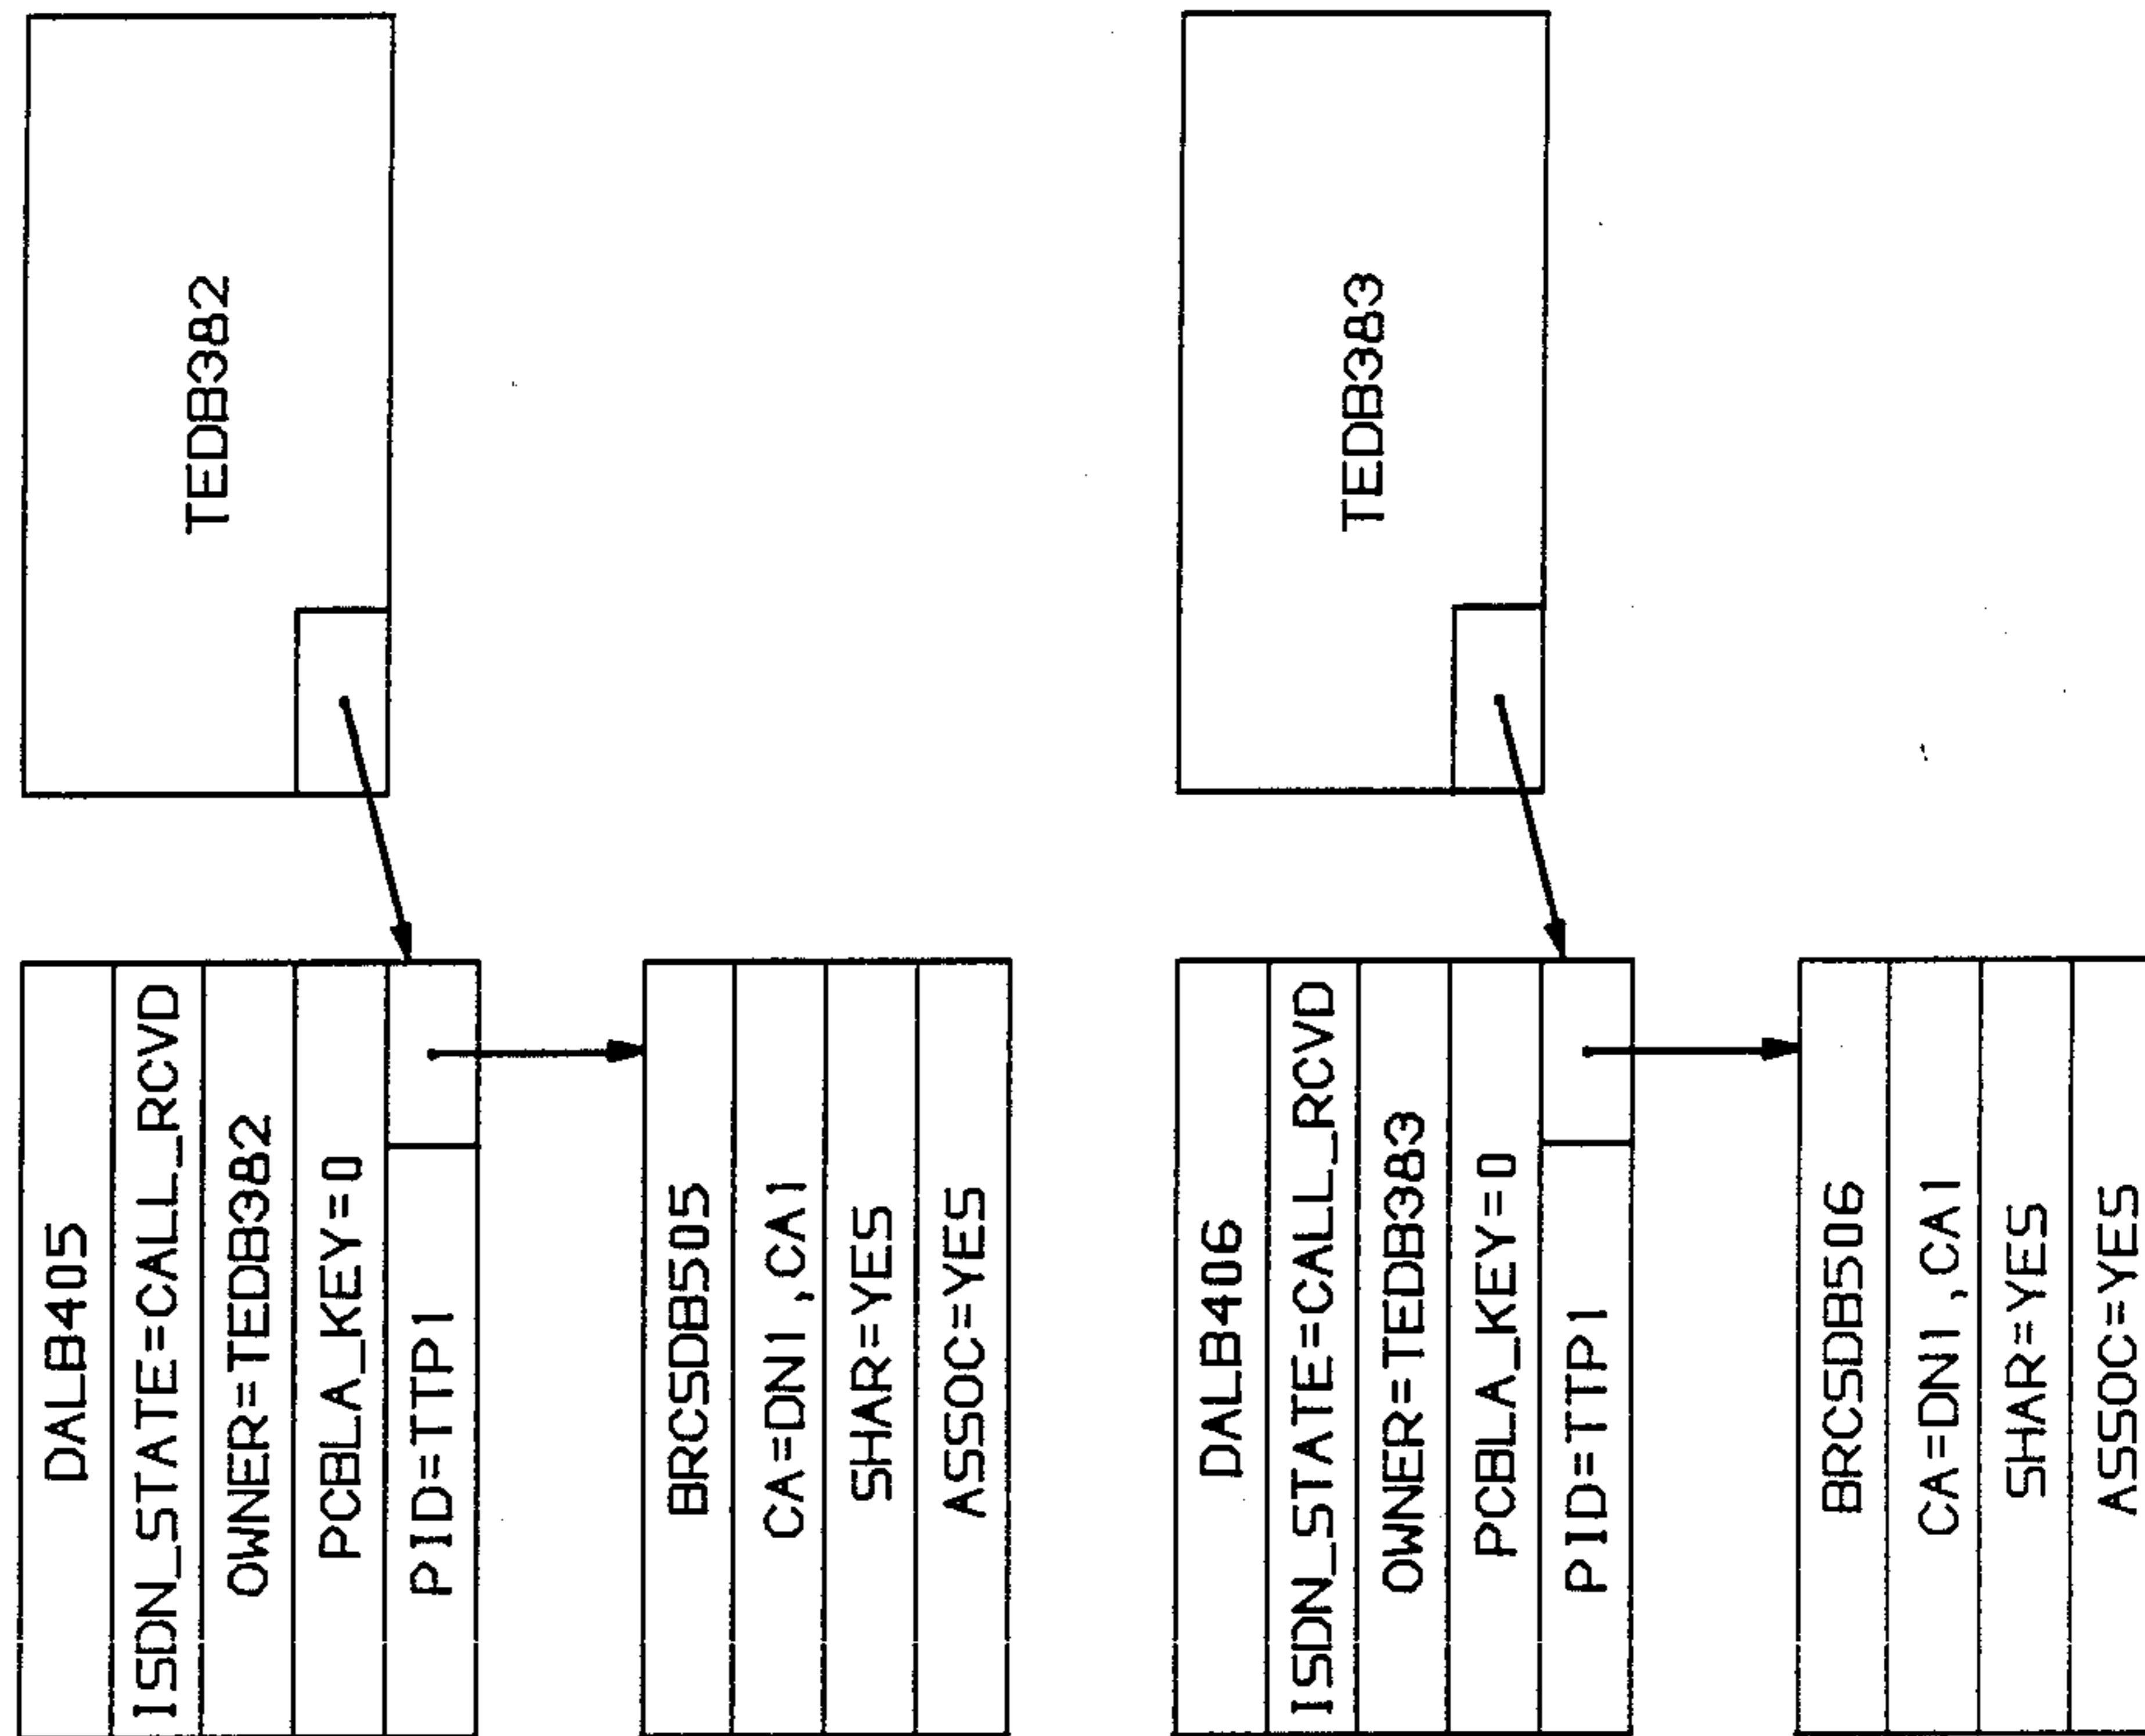 DALB405
ISDN_STATE=CALL_RCVD
OWNER=TEDB382
PCBLA_KEY=0
PID=TTP1
TEDB382
BRCSDB505
CA=DN1,CA1
SHAR=YES
ASSOC=YES
DALB406
ISDN_STATE=CALL_RCVD
OWNER=TEDB383
PCBLA_KEY=0
PID=TTP1
TEDB383
BRCSDB506
CA=DN1,CA1
SHAR=YES
ASSOC=YES